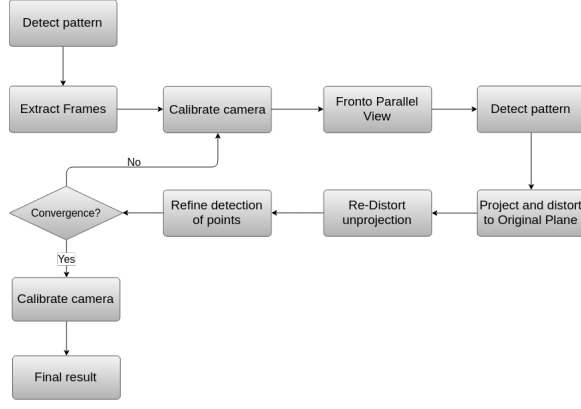 Detect pattern
Extract Frames
Calibrate camera
Fronto Parallel
View
Detect pattern
No
Convergence?
Refine detection
of points
Re-Distort
unprojection
Project and distort
to Original Plane
Yes
Calibrate camera
Final result